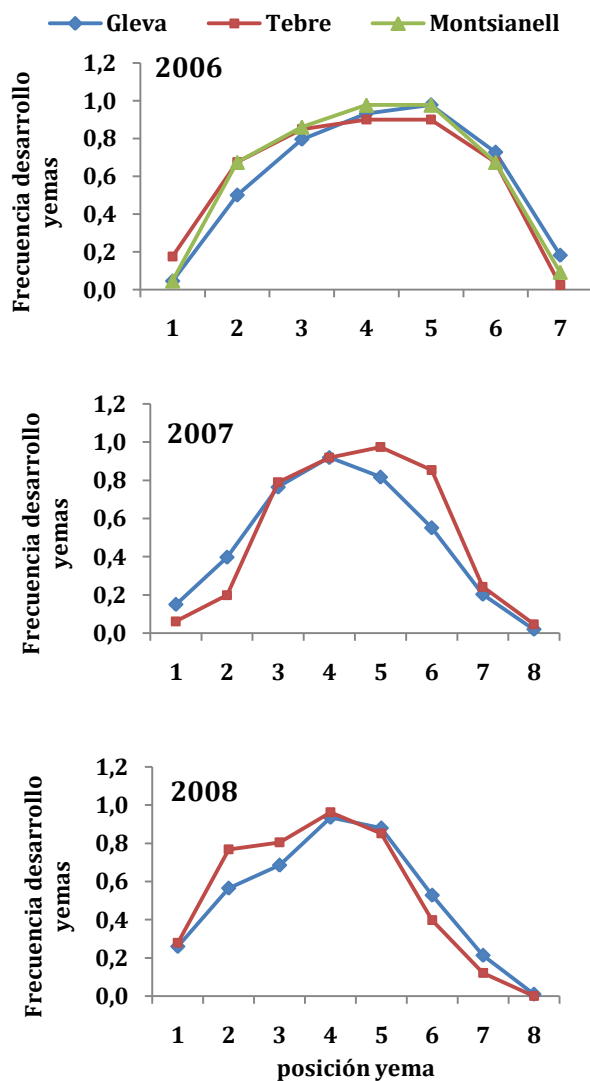 Gleva Tebre Montsianell
2006
Frecuencia desarrollo
yemas
1,2
1,0
0,8
0,6
0,4
0,2
0,0
1 2 3 4 5 6 7
2007
Frecuencia desarrollo
yemas
1,2
1,0
0,8
0,6
0,4
0,2
0,0
1 2 3 4 5 6 7 8
2008
Frecuencia desarrollo
yemas
1,2
1,0
0,8
0,6
0,4
0,2
0,0
1 2 3 4 5 6 7 8
posición yema